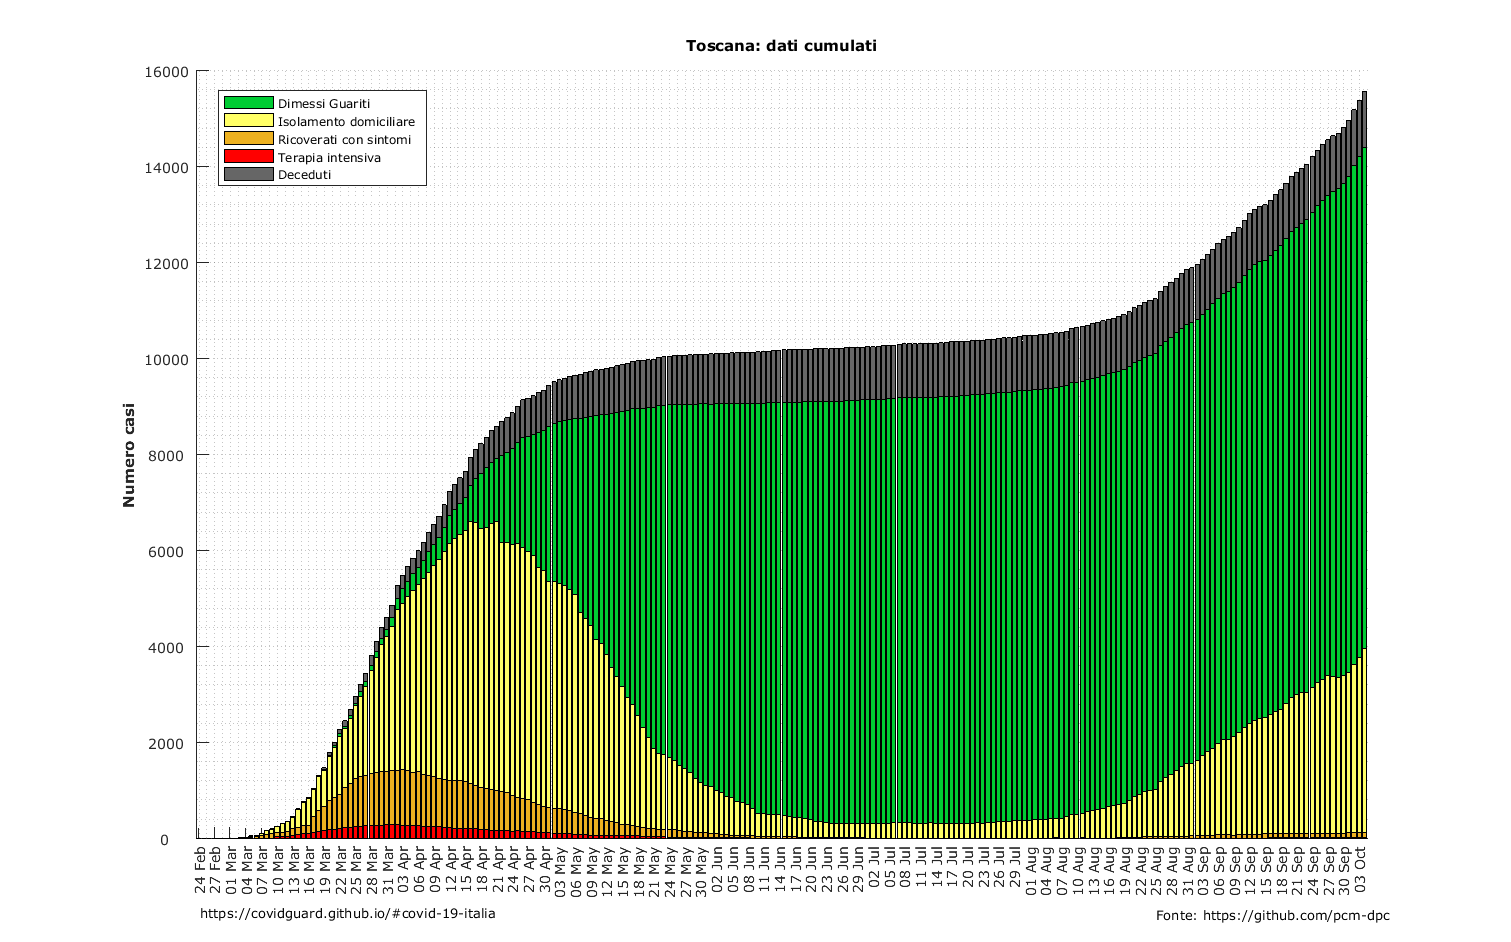 Toscana: dati cumulati
16000
14000
12000
10000
8000
6000
4000
2000
0
Numero casi
Dimessi Guariti
Isolamento domiciliare
Ricoverati con sintomi
Terapia intensiva
Deceduti
24 Feb
27 Feb
01 Mar
04 Mar
07 Mar
10 Mar
13 Mar
16 Mar
19 Mar
22 Mar
25 Mar
28 Mar
31 Mar
03 Apr
06 Apr
09 Apr
12 Apr
15 Apr
18 Apr
21 Apr
24 Apr
27 Apr
30 Apr
03 May
06 May
09 May
12 May
15 May
18 May
21 May
24 May
27 May
30 May
02 Jun
05 Jun
08 Jun
11 Jun
14 Jun
17 Jun
20 Jun
23 Jun
26 Jun
29 Jun
02 Jul
05 Jul
08 Jul
11 Jul
14 Jul
17 Jul
20 Jul
23 Jul
26 Jul
29 Jul
01 Aug
04 Aug
07 Aug
10 Aug
13 Aug
16 Aug
19 Aug
22 Aug
25 Aug
28 Aug
31 Aug
03 Sep
06 Sep
09 Sep
12 Sep
15 Sep
18 Sep
21 Sep
24 Sep
27 Sep
30 Sep
03 Oct
https://covidguard.github.io/#covid-19-italia
Fonte: https://github.com/pcm-dpc